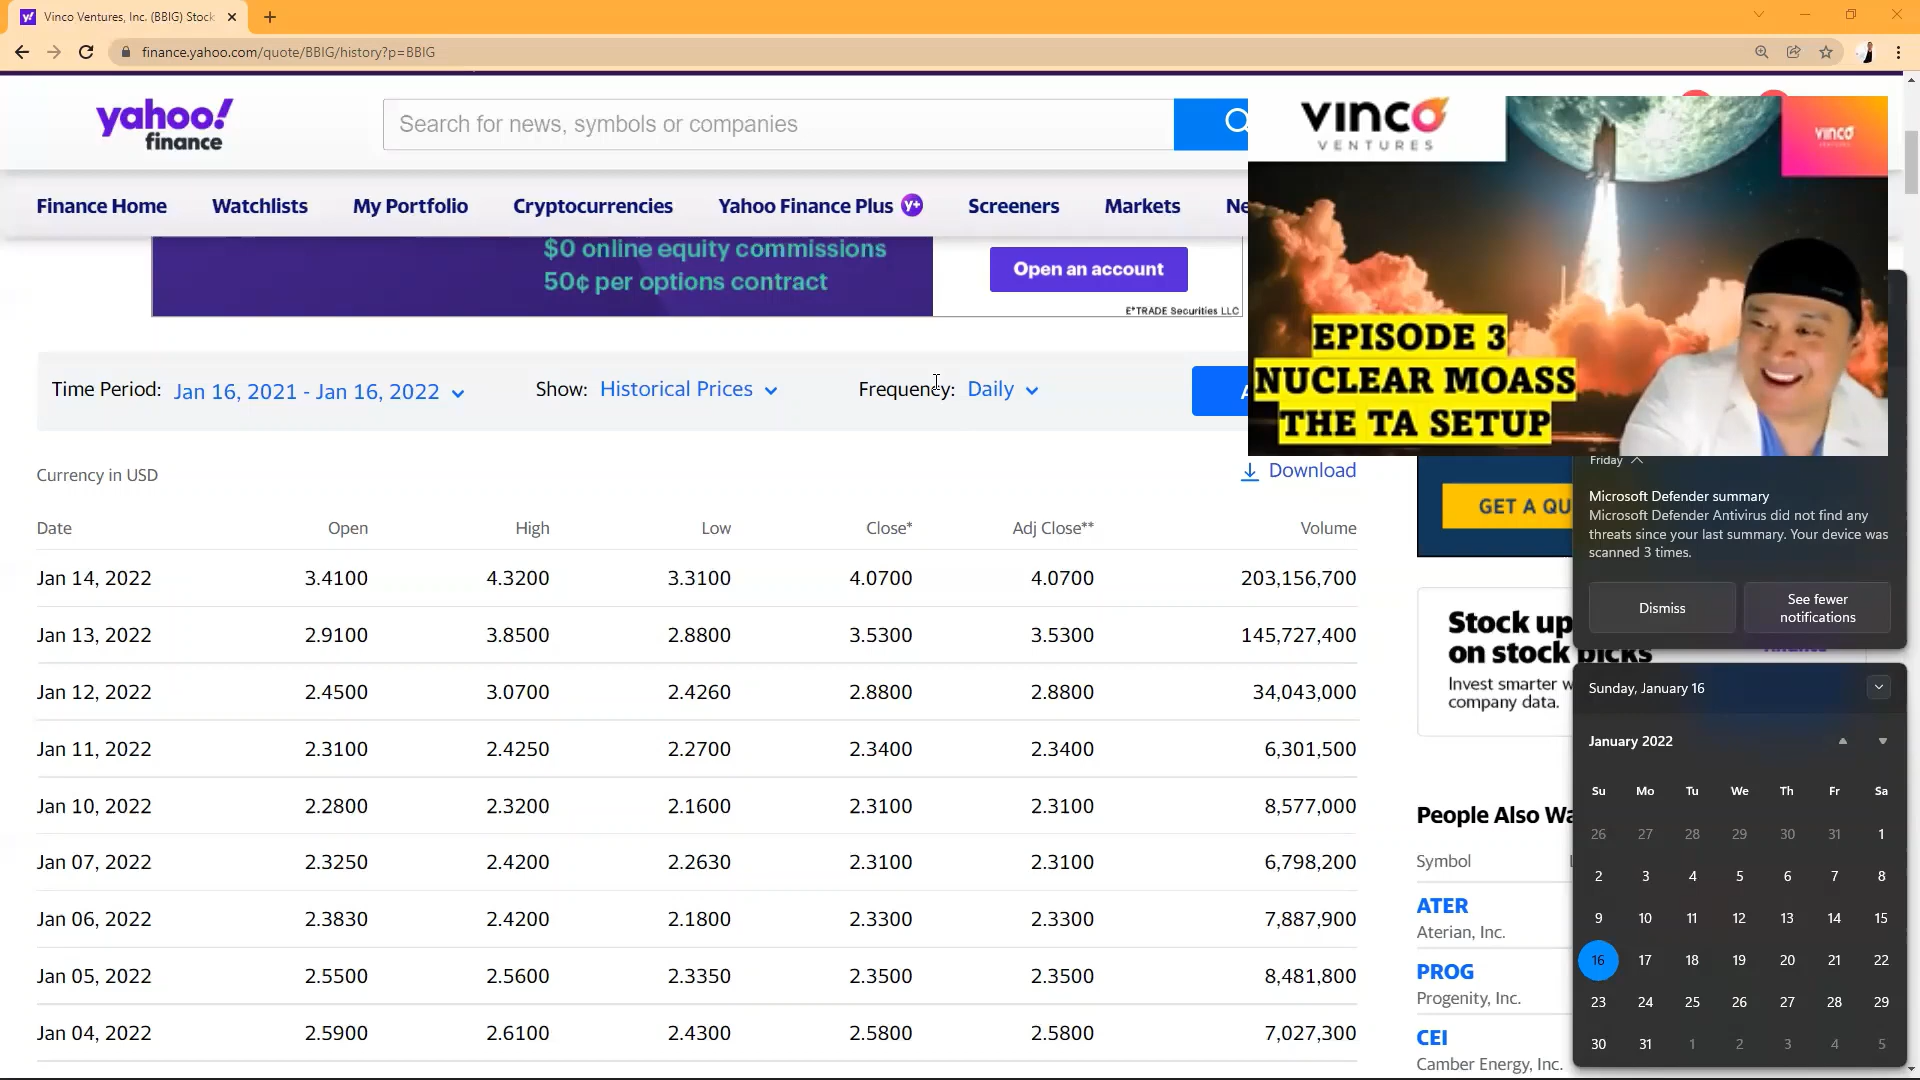 Vinco Ventures, Inc. (BBIG) Stock
finance.yahoo.com/quote/BBIG/history?p=BBIG
yahoo!
finance
Search for news, symbols or companies
Finance Home Watchlists My Portfolio Cryptocurrencies Yahoo Finance Plus Y+ Screeners Markets Ne
$0 online equity commissions
50¢ per options contract
Open an account
E*TRADE Securities LLC
VINCO
VENTURES
vinco
EPISODE 3
NUCLEAR MOASS
THE TA SETUP
Time Period: Jan 16, 2021 - Jan 16, 2022 Show: Historical Prices Frequency: Daily
Currency in USD
Download
Date Open High Low Close* Adj Close** Volume
Jan 14, 2022 3.4100 4.3200 3.3100 4.0700 4.0700 203,156,700
Jan 13, 2022 2.9100 3.8500 2.8800 3.5300 3.5300 145,727,400
Jan 12, 2022 2.4500 3.0700 2.4260 2.8800 2.8800 34,043,000
Jan 11, 2022 2.3100 2.4250 2.2700 2.3400 2.3400 6,301,500
Jan 10, 2022 2.2800 2.3200 2.1600 2.3100 2.3100 8,577,000
Jan 07, 2022 2.3250 2.4200 2.2630 2.3100 2.3100 6,798,200
Jan 06, 2022 2.3830 2.4200 2.1800 2.3300 2.3300 7,887,900
Jan 05, 2022 2.5500 2.5600 2.3350 2.3500 2.3500 8,481,800
Jan 04, 2022 2.5900 2.6100 2.4300 2.5800 2.5800 7,027,300
GET A QU
Stock up
on stock picks
Invest smarter w
company data.
People Also Wa
Symbol
ATER
Aterian, Inc.
PROG
Progenity, Inc.
CEI
Camber Energy, Inc.
Friday
Microsoft Defender summary
Microsoft Defender Antivirus did not find any
threats since your last summary. Your device was
scanned 3 times.
Dismiss
See fewer
notifications
Sunday, January 16
January 2022
Su Mo Tu We Th Fr Sa
26 27 28 29 30 31 1
2 3 4 5 6 7 8
9 10 11 12 13 14 15
16 17 18 19 20 21 22
23 24 25 26 27 28 29
30 31 1 2 3 4 5